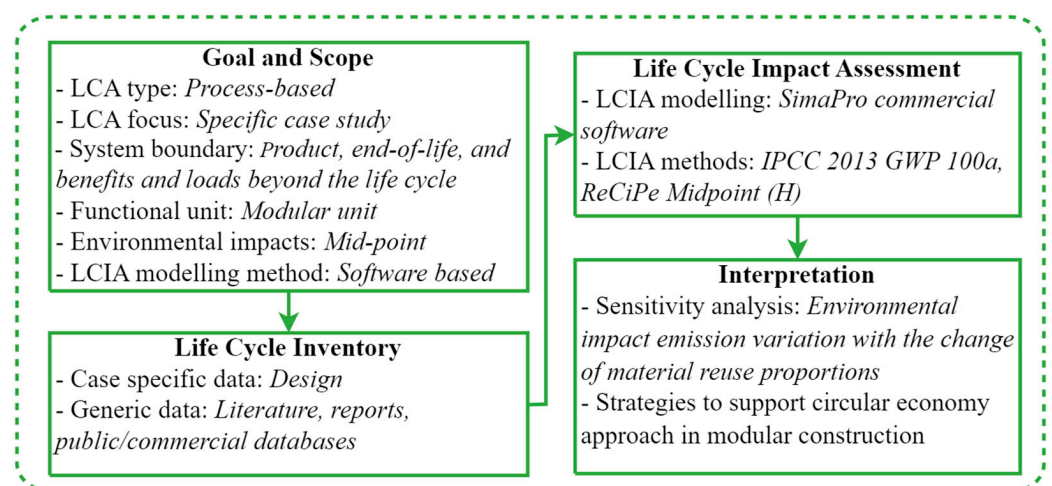 Goal and Scope
- LCA type: Process-based
- LCA focus: Specific case study
- System boundary: Product, end-of-life, and
benefits and loads beyond the life cycle
- Functional unit: Modular unit
- Environmental impacts: Mid-point
- LCIA modelling method: Software based
Life Cycle Inventory
- Case specific data: Design
- Generic data: Literature, reports,
public/commercial databases
Life Cycle Impact Assessment
- LCIA modelling: SimaPro commercial
software
- LCIA methods: IPCC 2013 GWP 100a,
ReCiPe Midpoint (H)
Interpretation
- Sensitivity analysis: Environmental
impact emission variation with the change
of material reuse proportions
- Strategies to support circular economy
approach in modular construction